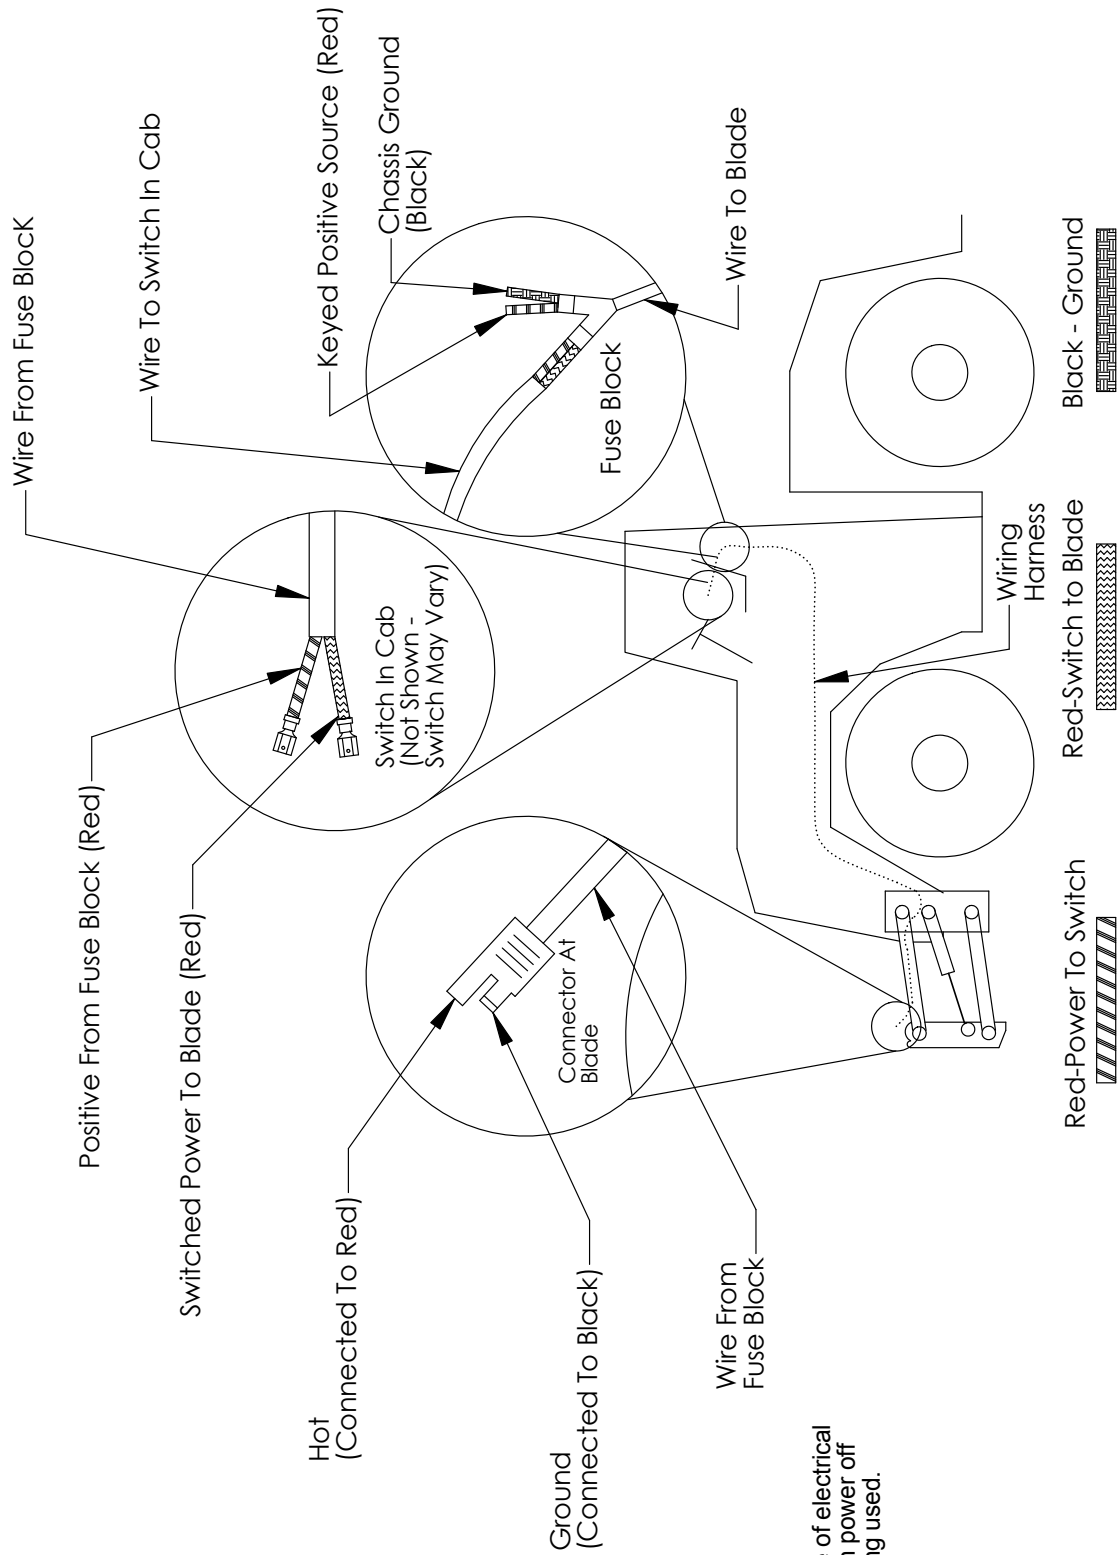 Wire From Fuse BlocK
Positive From Fuse Block (Red)
Wire To Switch In Cab
Switched Power To Blade (Red)
Hot
(Connected To Red)
Keyed Positive Source (Red)
Chassis Ground
(Black)
Switch In Cab
(Not Shown -
Switch May Vary)
Ground
(Connected To Black)
Connector At
Blade
Fuse Block
Wire From
Fuse Block
Wire To Blade
of electrical
power off
used.
Wiring
Harness
Red-Power To Switch
Red-Switch to Blade
Black - Ground